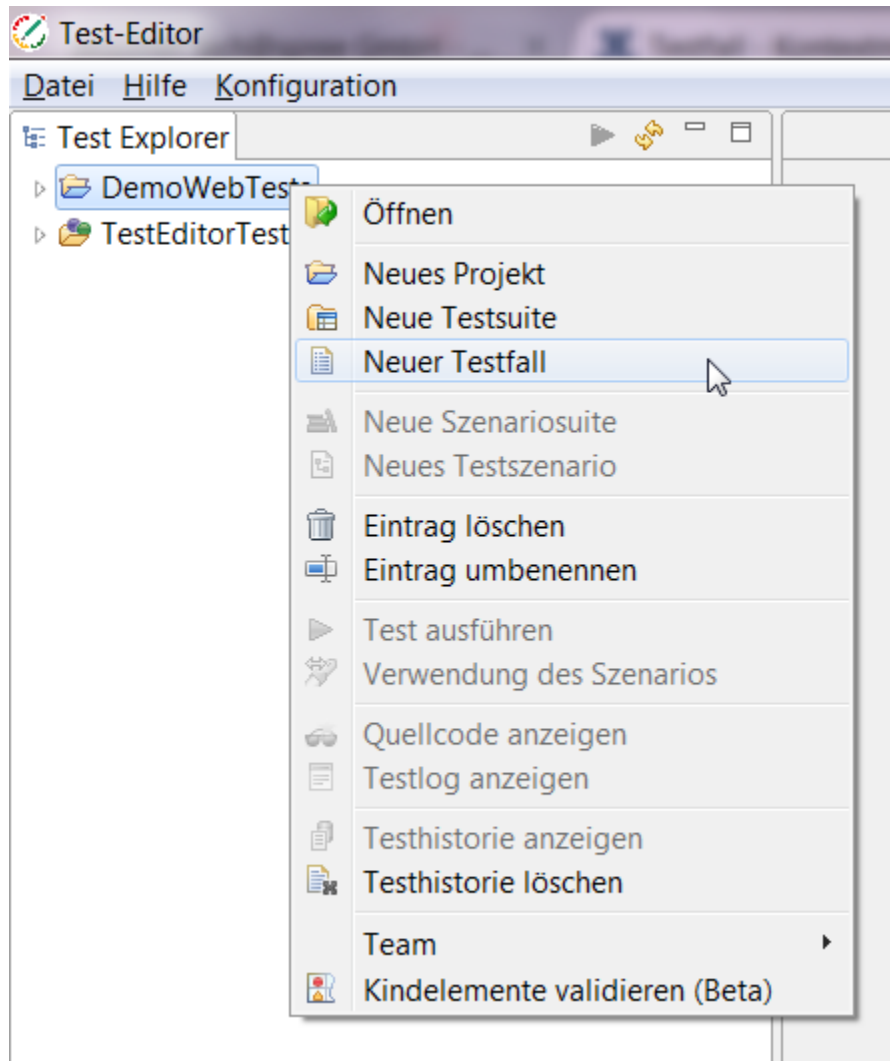 Test-Editor
Datei Hilfe Konfiguration
Test Explorer
DemoWebTests
TestEditorTest
Öffnen
Neues Projekt
Neue Testsuite
Neuer Testfall
Neue Szenariosuite
Neues Testszenario
Eintrag löschen
Eintrag umbenennen
Test ausführen
Verwendung des Szenarios
Quellcode anzeigen
Testlog anzeigen
Testhistorie anzeigen
Testhistorie löschen
Team
Kindelemente validieren (Beta)